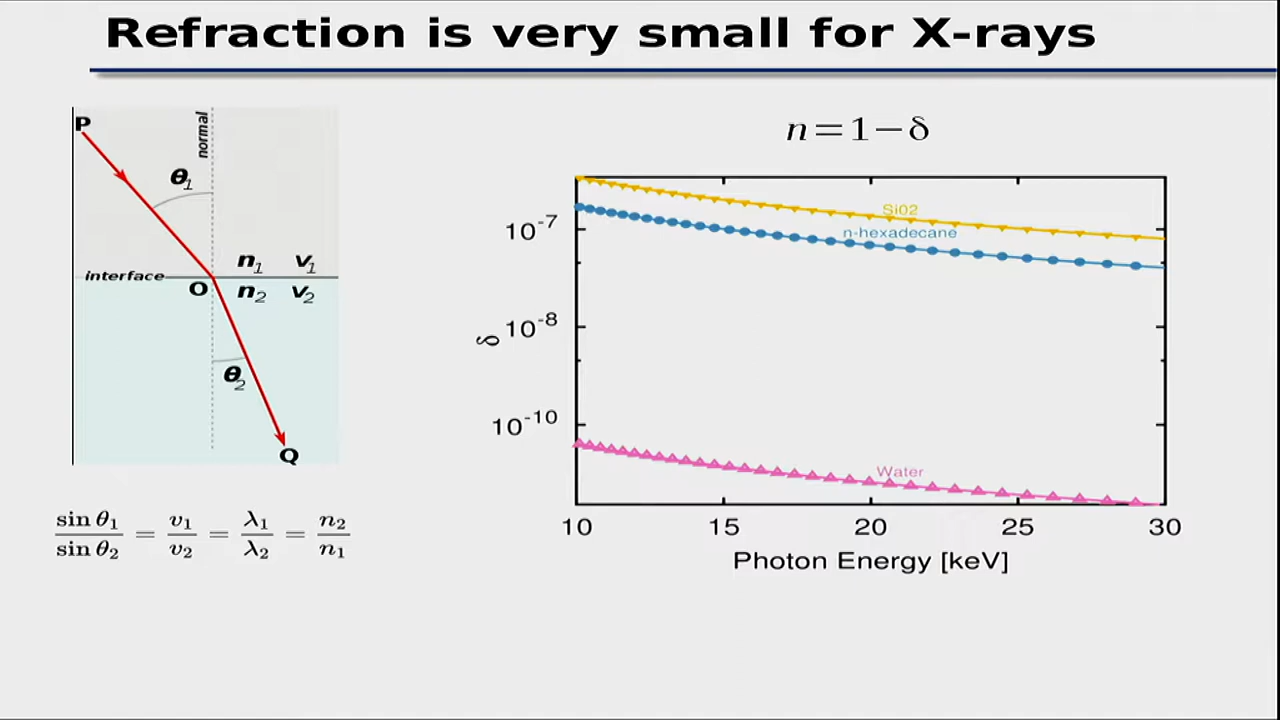 Refraction is very small for X-rays
P
normal
θ1
interface
n1 v1
O n2 v2
θ2
Q
sin θ1 / sin θ2 = v1 / v2 = λ1 / λ2 = n2 / n1
n=1−δ
Si02
n-hexadecane
Water
10^-7
10^-8
10^-10
δ
10 15 20 25 30
Photon Energy [keV]